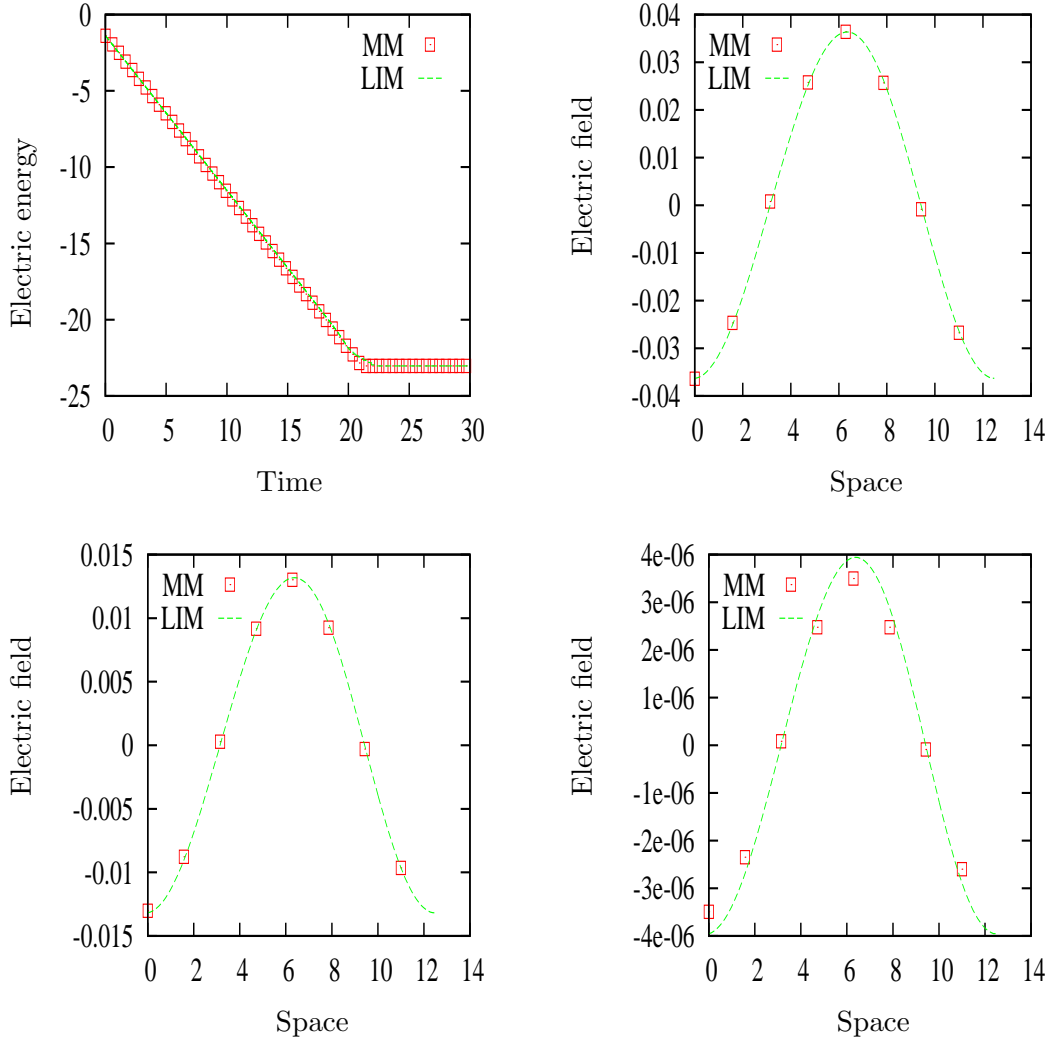 0
-5
-10
-15
-20
-25
0 5 10 15 20 25 30
Electric energy
Time
MM
LIM
0.04
0.03
0.02
0.01
0
-0.01
-0.02
-0.03
-0.04
0 2 4 6 8 10 12 14
Electric field
Space
MM
LIM
0.015
0.01
0.005
0
-0.005
-0.01
-0.015
0 2 4 6 8 10 12 14
Electric field
Space
MM
LIM
4e-06
3e-06
2e-06
1e-06
0
-1e-06
-2e-06
-3e-06
-4e-06
0 2 4 6 8 10 12 14
Electric field
Space
MM
LIM